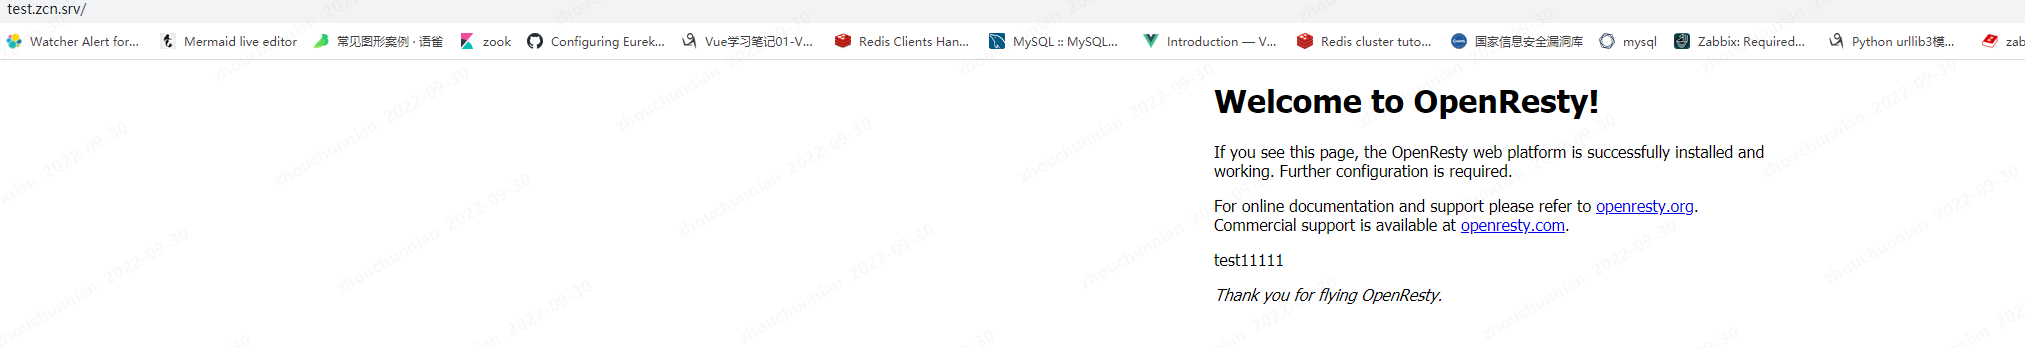 test.zcn.srv/
Watcher Alert for... Mermaid live editor 常见图形案例 · 语雀 zook Configuring Eurek... Vue学习笔记01-V... Redis Clients Han... MySQL :: MySQL... Introduction — V... Redis cluster tuto... 国家信息安全漏洞库 mysql Zabbix: Required... Python urllib3模... zab
Welcome to OpenResty!
If you see this page, the OpenResty web platform is successfully installed and
working. Further configuration is required.
For online documentation and support please refer to openresty.org.
Commercial support is available at openresty.com.
test11111
Thank you for flying OpenResty.
zhouchunnian 2022-09-30